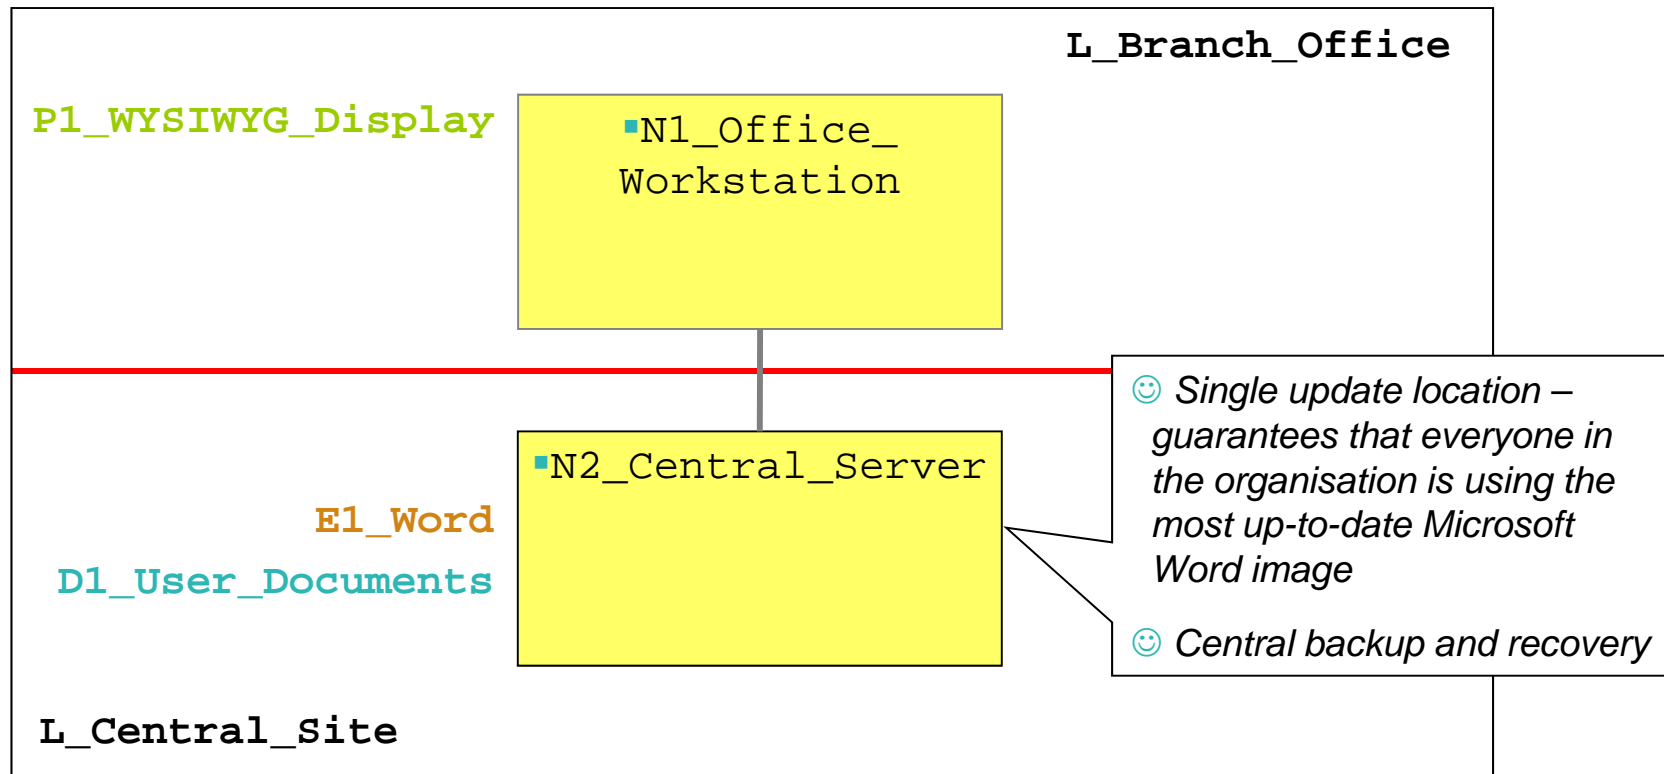 L_Branch_Office
P1_WYSIWYG_Display
▪N1_Office_
Workstation
☺ Single update location –
guarantees that everyone in
the organisation is using the
most up-to-date Microsoft
Word image
☺ Central backup and recovery
▪N2_Central_Server
E1_Word
D1_User_Documents
L_Central_Site